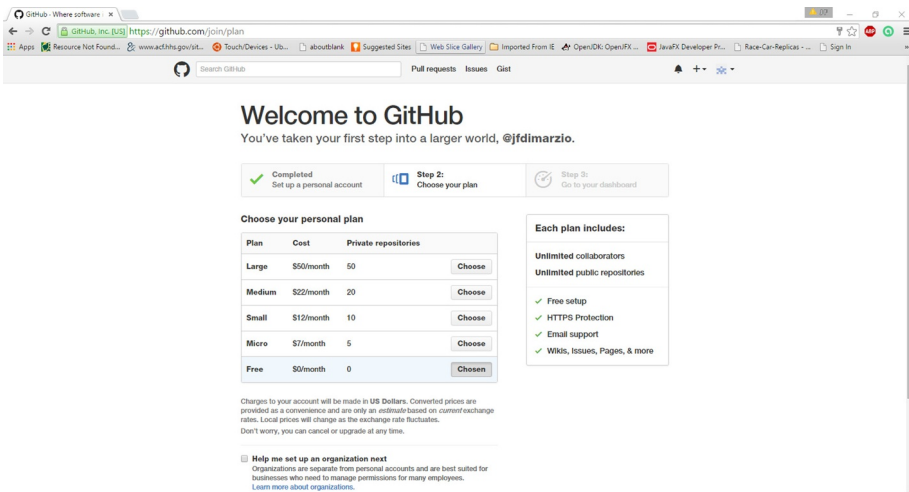 GitHub · Where software
GitHub, Inc. [US] https://github.com/join/plan
Apps Resource Not Found... www.acf.hhs.gov/sit... Touch/Devices - Ub... aboutblank Suggested Sites Web Slice Gallery Imported From IE OpenJDK: OpenJFX ... JavaFX Developer Pr... Race-Car-Replicas - ... Sign In
Search GitHub Pull requests Issues Gist
Welcome to GitHub
You've taken your first step into a larger world, @jfdimarzio.
Completed
Set up a personal account
Step 2:
Choose your plan
Step 3:
Go to your dashboard
Choose your personal plan
Plan Cost Private repositories
Large $50/month 50 Choose
Medium $22/month 20 Choose
Small $12/month 10 Choose
Micro $7/month 5 Choose
Free $0/month 0 Chosen
Charges to your account will be made in US Dollars. Converted prices are
provided as a convenience and are only an estimate based on current exchange
rates. Local prices will change as the exchange rate fluctuates.
Don't worry, you can cancel or upgrade at any time.
Help me set up an organization next
Organizations are separate from personal accounts and are best suited for
businesses who need to manage permissions for many employees.
Learn more about organizations.
Each plan includes:
Unlimited collaborators
Unlimited public repositories
Free setup
HTTPS Protection
Email support
Wikis, Issues, Pages, & more